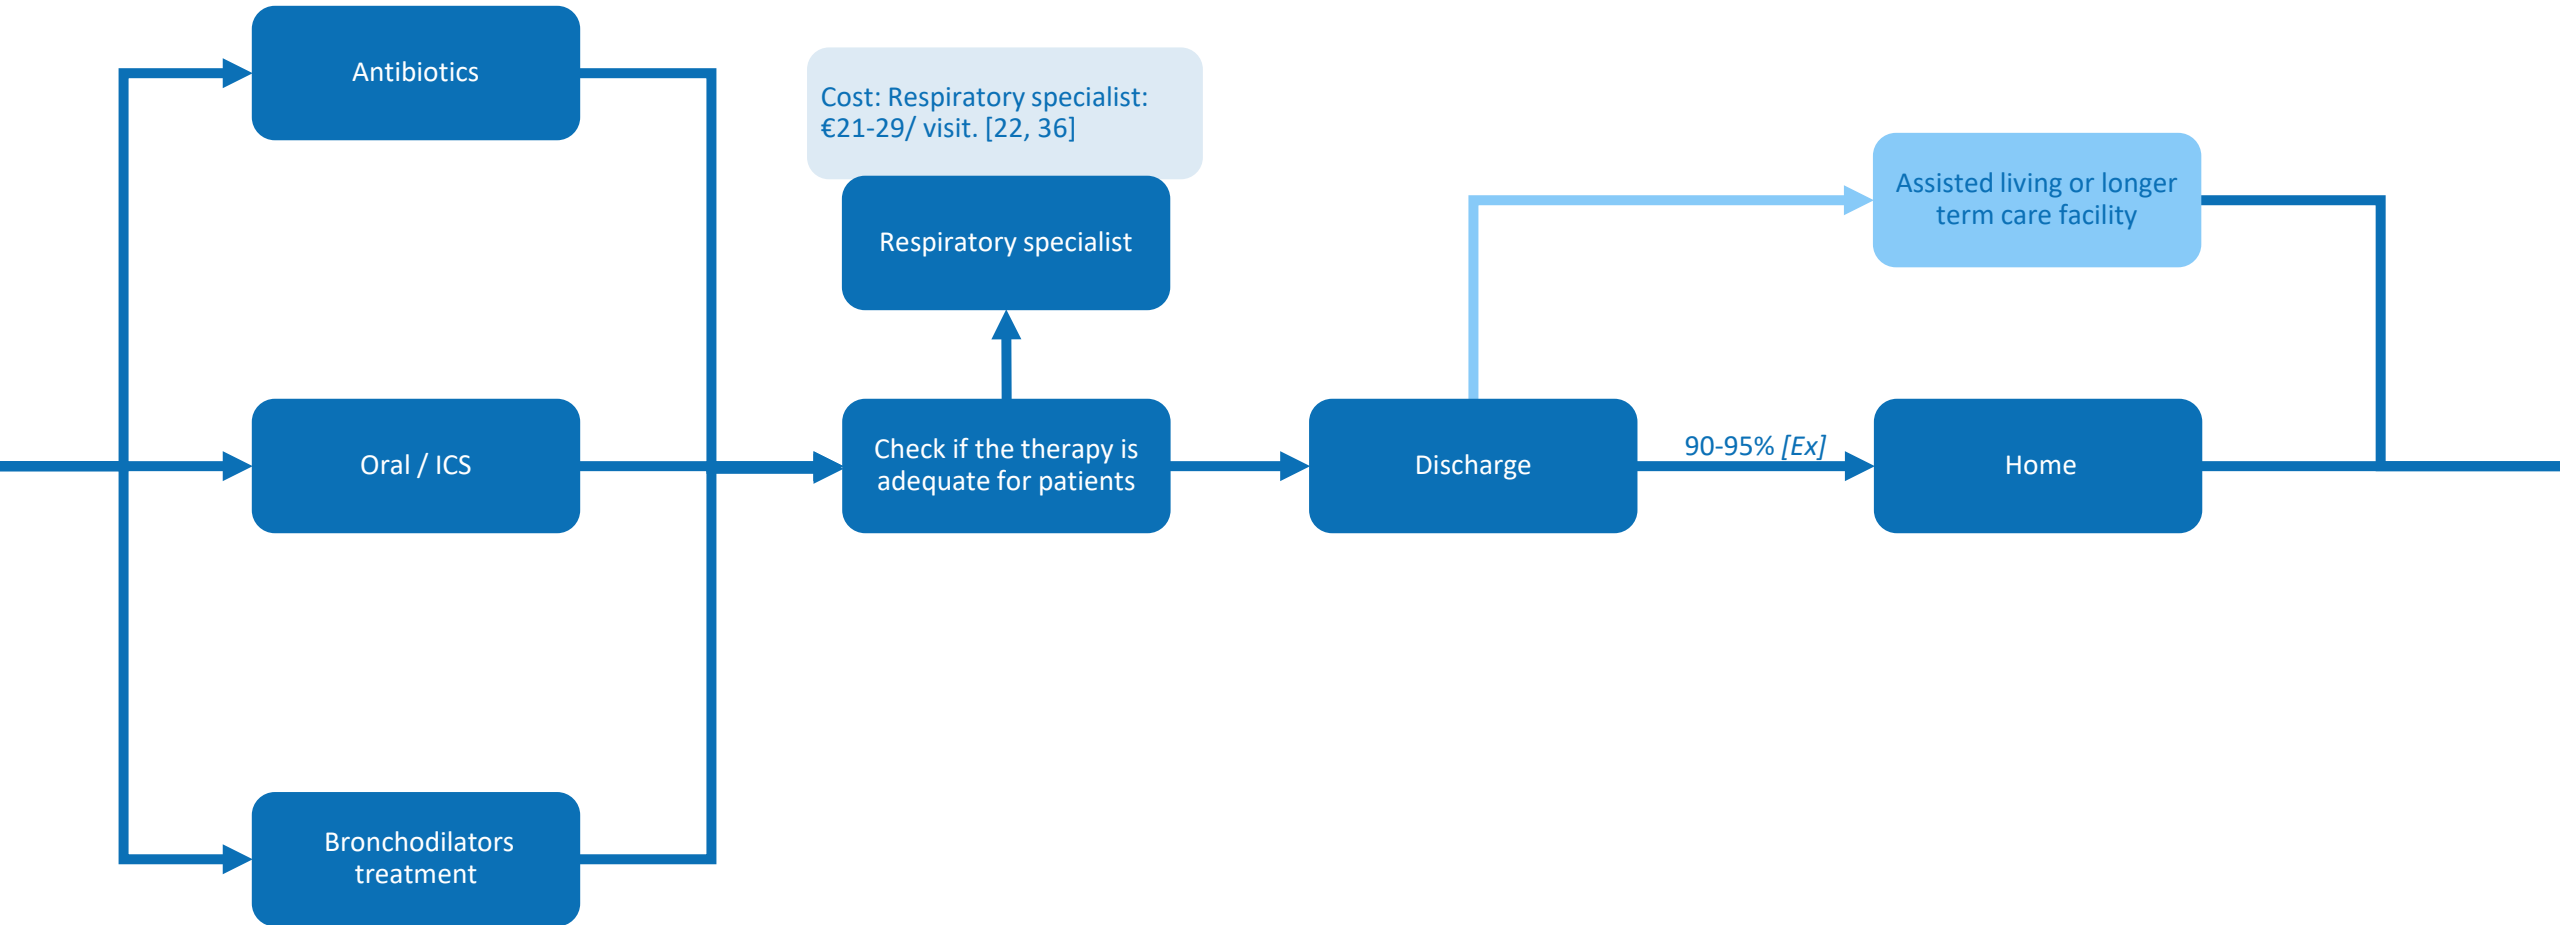 Antibiotics
Cost: Respiratory specialist:
€21-29/ visit. [22, 36]
Respiratory specialist
Assisted living or longer
term care facility
Oral / ICS
Check if the therapy is
adequate for patients
Discharge
90-95% [Ex]
Home
Bronchodilators
treatment